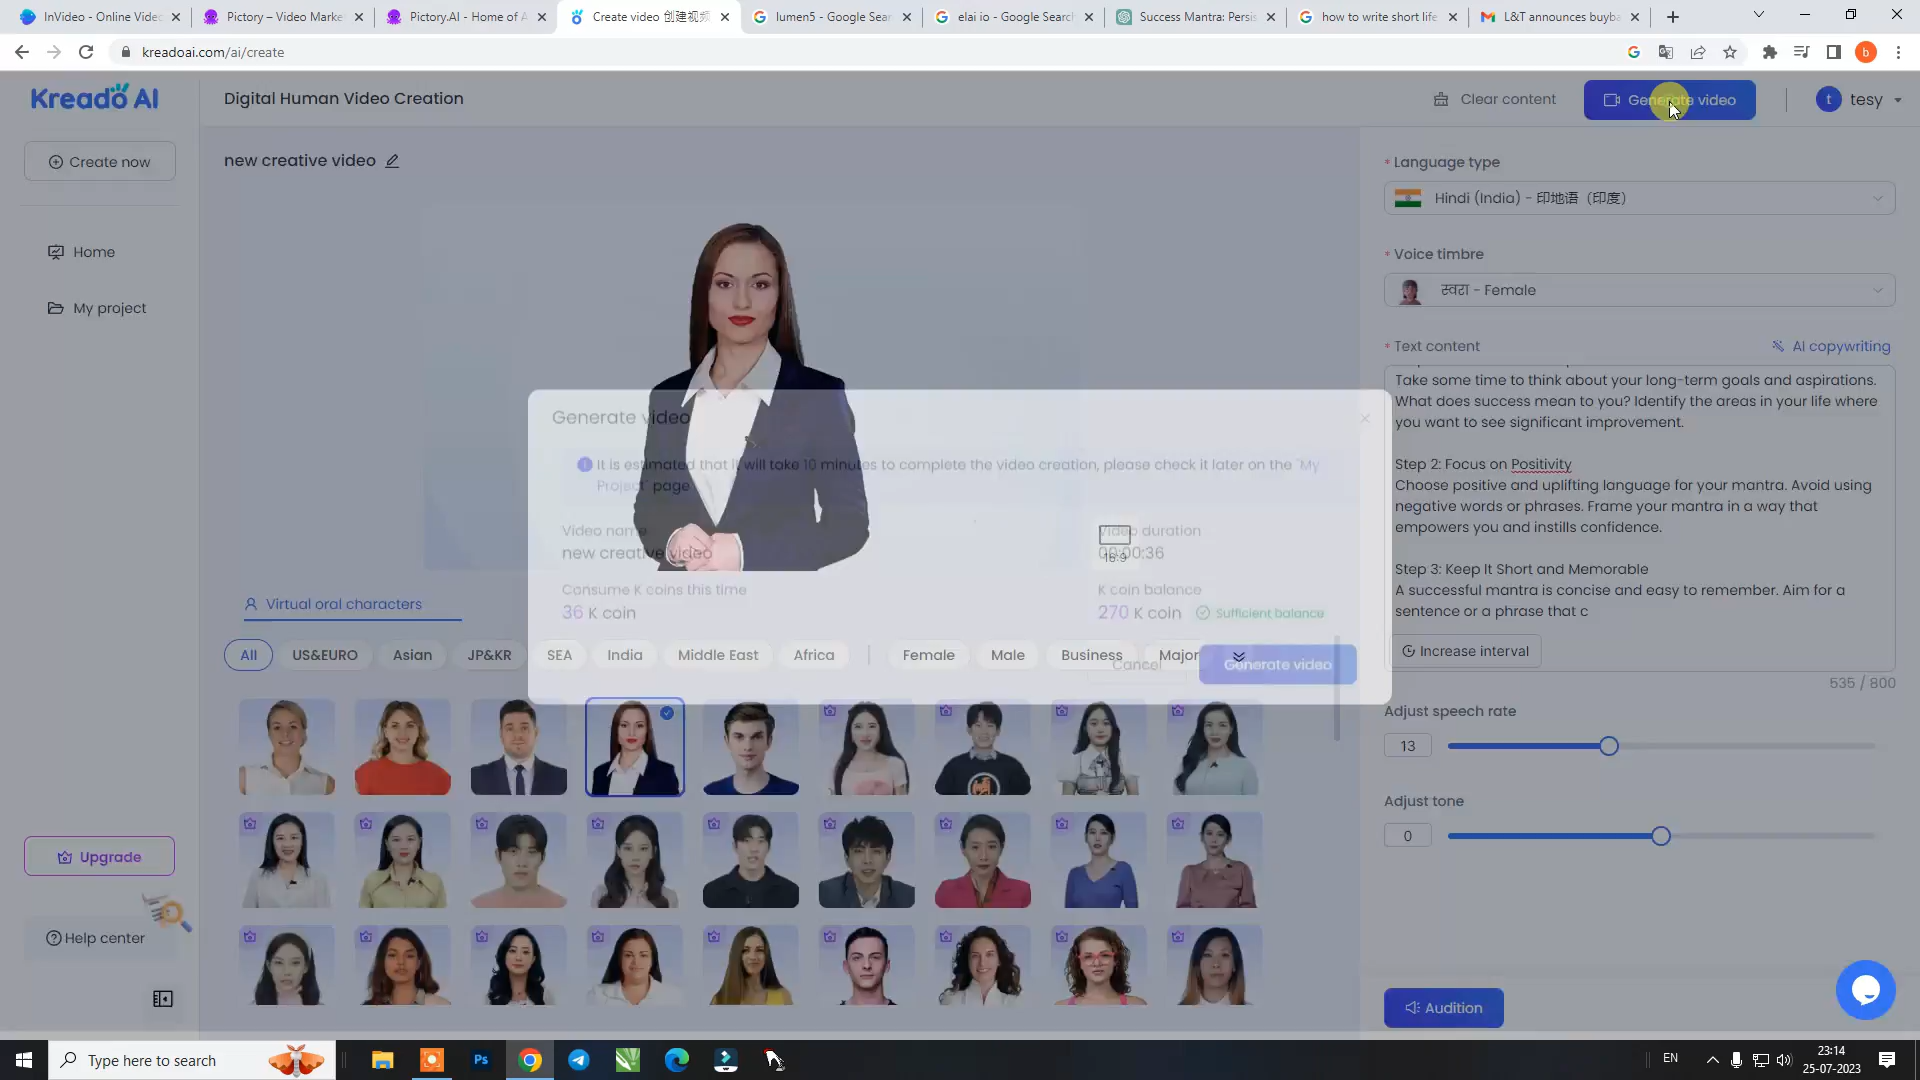 InVideo - Online Video
Pictory – Video Marke
Pictory.AI - Home of A
Create video 创建视频
lumen5 - Google Sear
elai io - Google Search
Success Mantra: Persis
how to write short life
L&T announces buyba
kreadoai.com/ai/create
b
Kreado AI
Digital Human Video Creation
Clear content
Generate video
t tesy
Create now
new creative video
Home
My project
Upgrade
Help center
* Language type
Hindi (India) - 印地语（印度）
* Voice timbre
स्वरा - Female
* Text content
AI copywriting
Take some time to think about your long-term goals and aspirations.
What does success mean to you? Identify the areas in your life where
you want to see significant improvement.
Step 2: Focus on Positivity
Choose positive and uplifting language for your mantra. Avoid using
negative words or phrases. Frame your mantra in a way that
empowers you and instills confidence.
Step 3: Keep It Short and Memorable
A successful mantra is concise and easy to remember. Aim for a
sentence or a phrase that c
Increase interval
535 / 800
Adjust speech rate
13
Adjust tone
0
Audition
Generate video
It is estimated that it will take 10 minutes to complete the video creation, please check it later on the "My
Project" page
Video name
new creative video
Video duration
00:00:36
16:9
Consume K coins this time
36 K coin
K coin balance
270 K coin
Sufficient balance
Cancel
Generate video
Virtual oral characters
All
US&EURO
Asian
JP&KR
SEA
India
Middle East
Africa
Female
Male
Business
Major
Type here to search
Ps
EN
23:14
25-07-2023